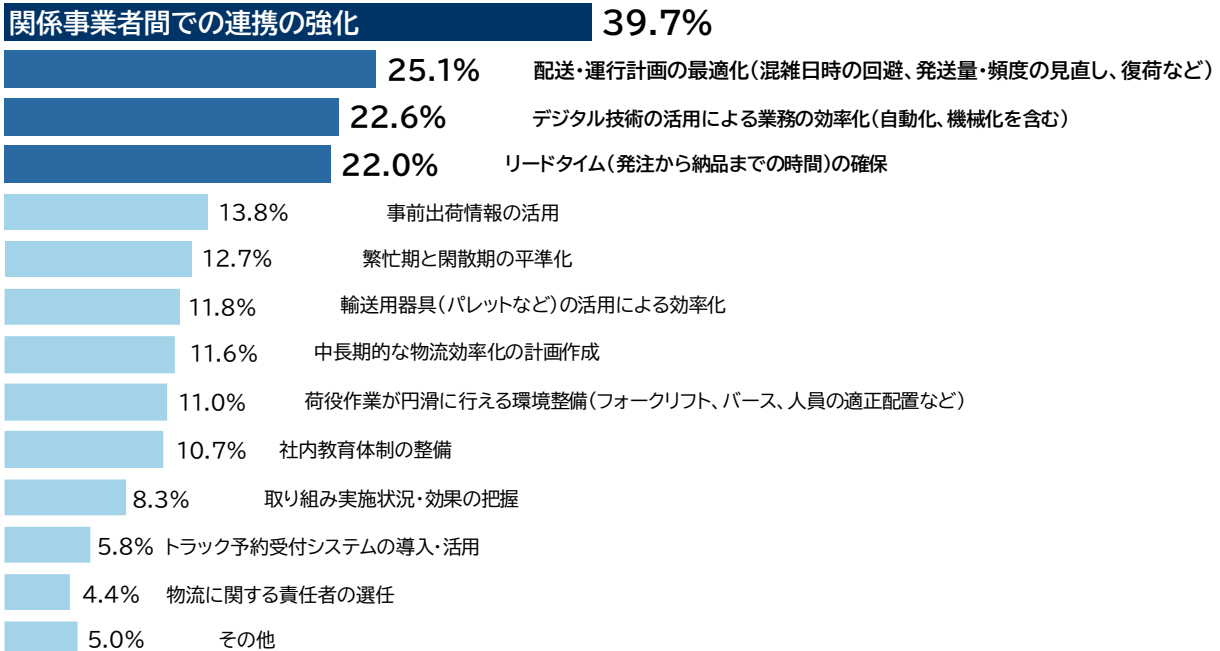 関係事業者間での連携の強化 39.7%
25.1% 配送・運行計画の最適化（混雑日時の回避、発送量・頻度の見直し、復荷など）
22.6% デジタル技術の活用による業務の効率化（自動化、機械化を含む）
22.0% リードタイム（発注から納品までの時間）の確保
13.8% 事前出荷情報の活用
12.7% 繁忙期と閑散期の平準化
11.8% 輸送用器具（パレットなど）の活用による効率化
11.6% 中長期的な物流効率化の計画作成
11.0% 荷役作業が円滑に行える環境整備（フォークリフト、バース、人員の適正配置など）
10.7% 社内教育体制の整備
8.3% 取り組み実施状況・効果の把握
5.8% トラック予約受付システムの導入・活用
4.4% 物流に関する責任者の選任
5.0% その他